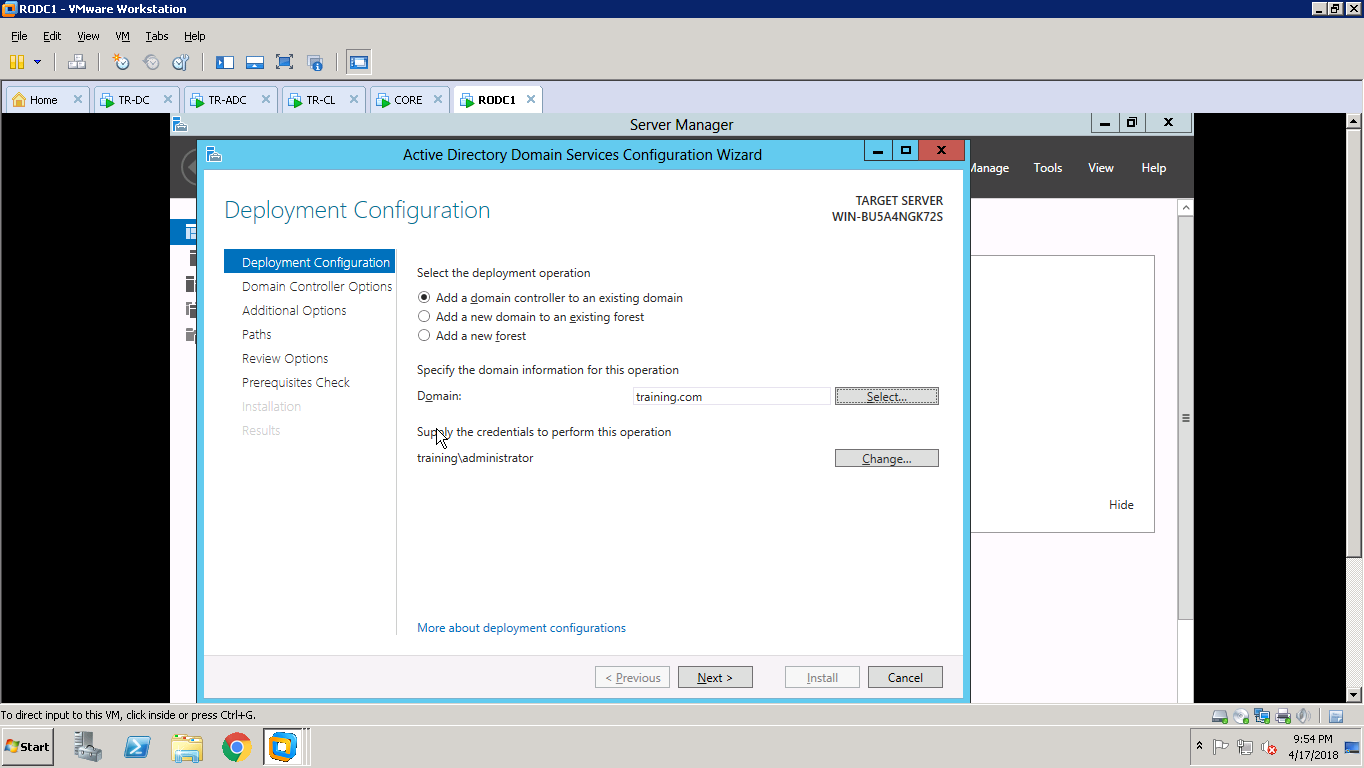 RODC1 - VMware Workstation
File Edit View VM Tabs Help
Home TR-DC TR-ADC TR-CL CORE RODC1
Server Manager
Active Directory Domain Services Configuration Wizard
Manage Tools View Help
Deployment Configuration
TARGET SERVER
WIN-BU5A4NGK72S
Deployment Configuration
Domain Controller Options
Additional Options
Paths
Review Options
Prerequisites Check
Installation
Results
Select the deployment operation
Add a domain controller to an existing domain
Add a new domain to an existing forest
Add a new forest
Specify the domain information for this operation
Domain: training.com Select...
Supply the credentials to perform this operation
training\administrator Change...
Hide
More about deployment configurations
< Previous Next > Install Cancel
To direct input to this VM, click inside or press Ctrl+G.
Start
9:54 PM
4/17/2018